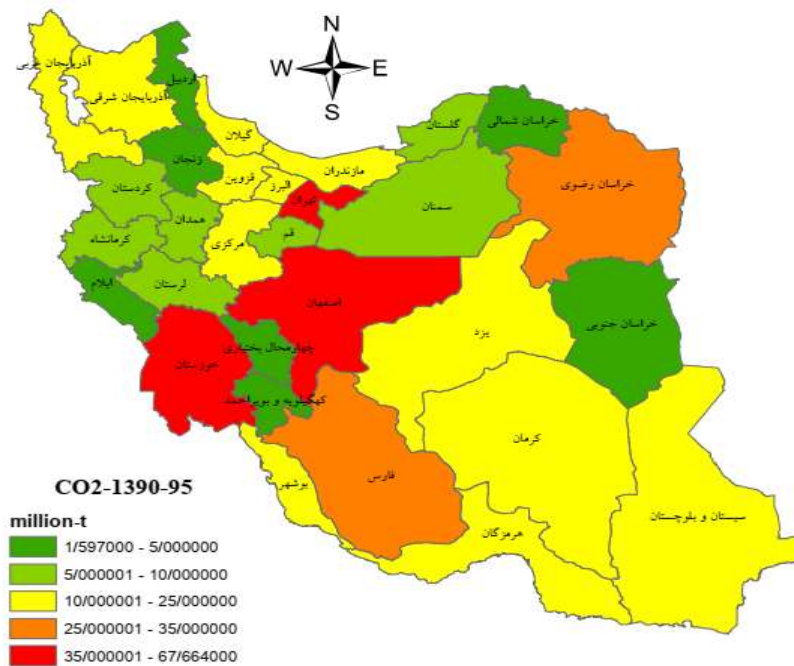 N
W E
S
آذربایجان غربی
آذربایجان شرقی
اردبیل
گیلان
زنجان
کردستان
قزوین
البرز
مازندران
تهران
گلستان
خراسان شمالی
خراسان رضوی
سمنان
همدان
کرمانشاه
مرکزی
قم
ایلام
لرستان
اصفهان
خوزستان
چهارمحال بختیاری
کهگیلویه و بویراحمد
یزد
خراسان جنوبی
فارس
کرمان
بوشهر
هرمزگان
سیستان و بلوچستان
CO2-1390-95
million-t
1/597000 - 5/000000
5/000001 - 10/000000
10/000001 - 25/000000
25/000001 - 35/000000
35/000001 - 67/664000